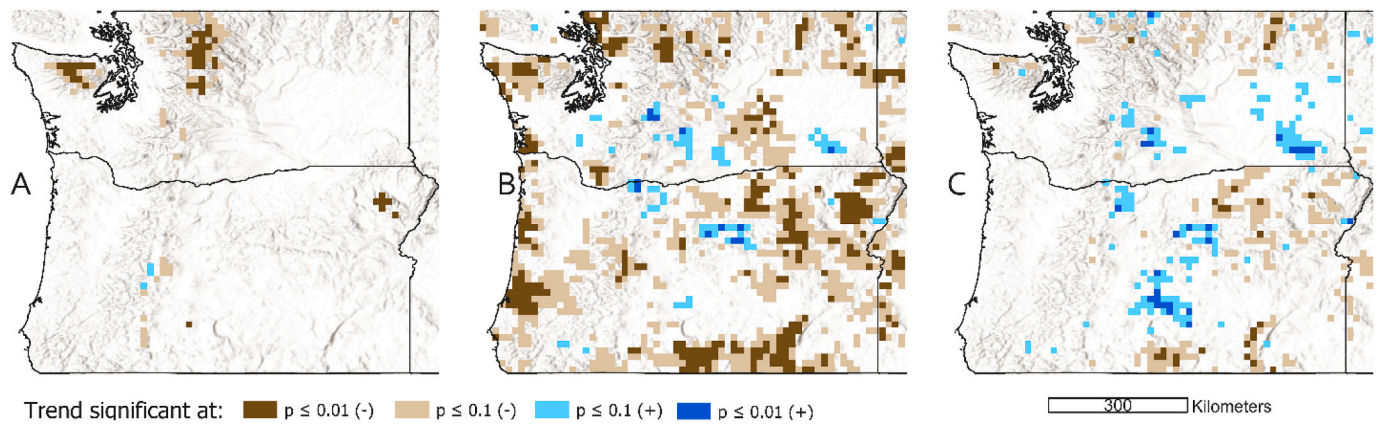 A
B
C
Trend significant at: p ≤ 0.01 (-) p ≤ 0.1 (-) p ≤ 0.1 (+) p ≤ 0.01 (+) 300 Kilometers